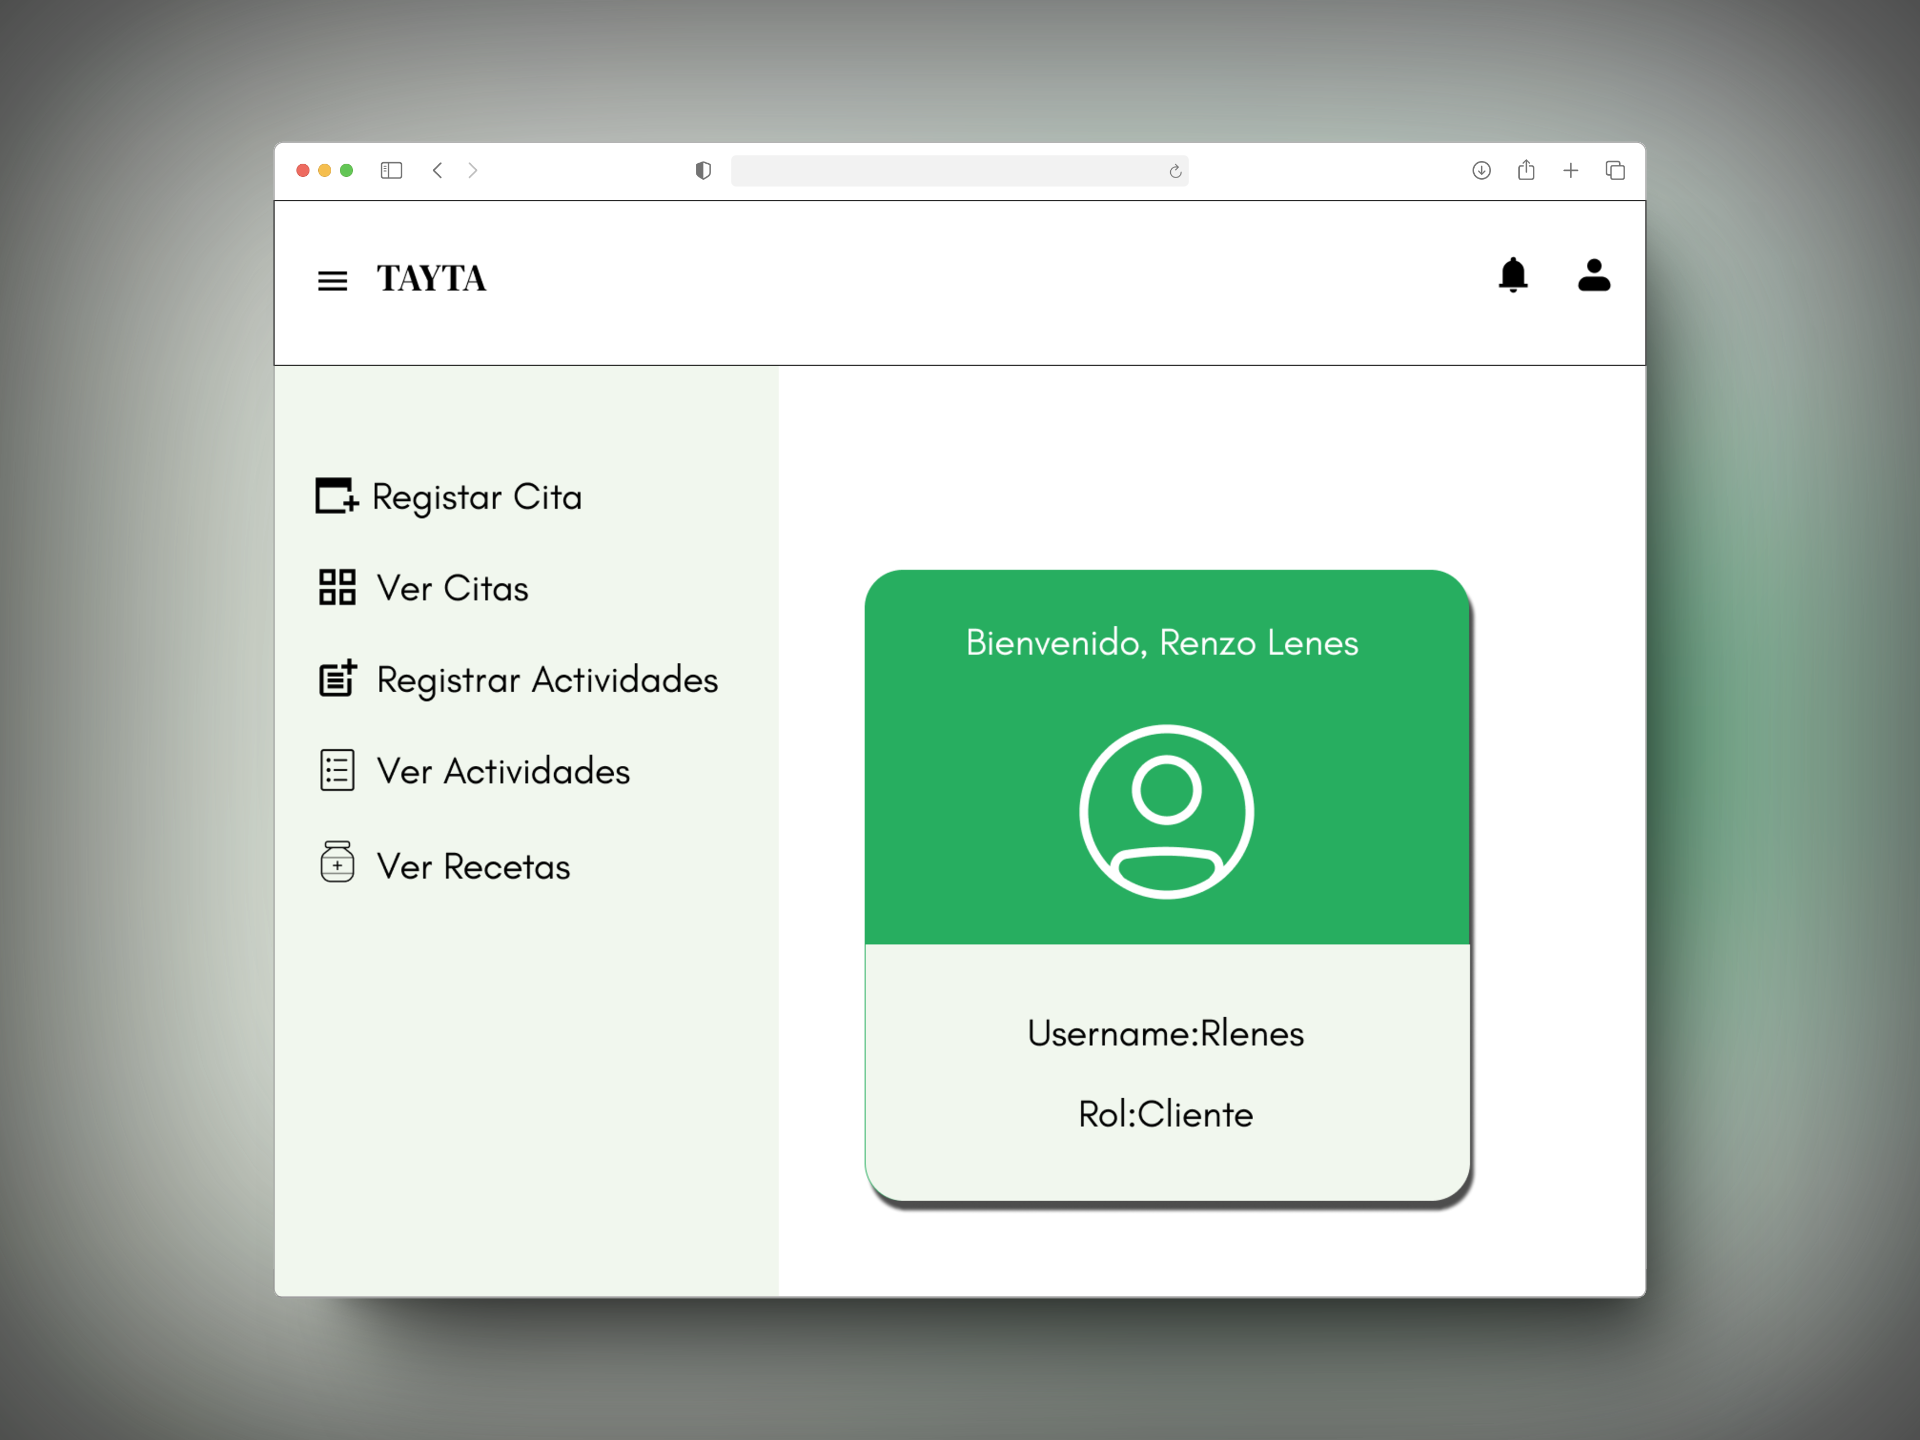 TAYTA
Registar Cita
Ver Citas
Registrar Actividades
Ver Actividades
Ver Recetas
Bienvenido, Renzo Lenes
Username:Rlenes
Rol:Cliente